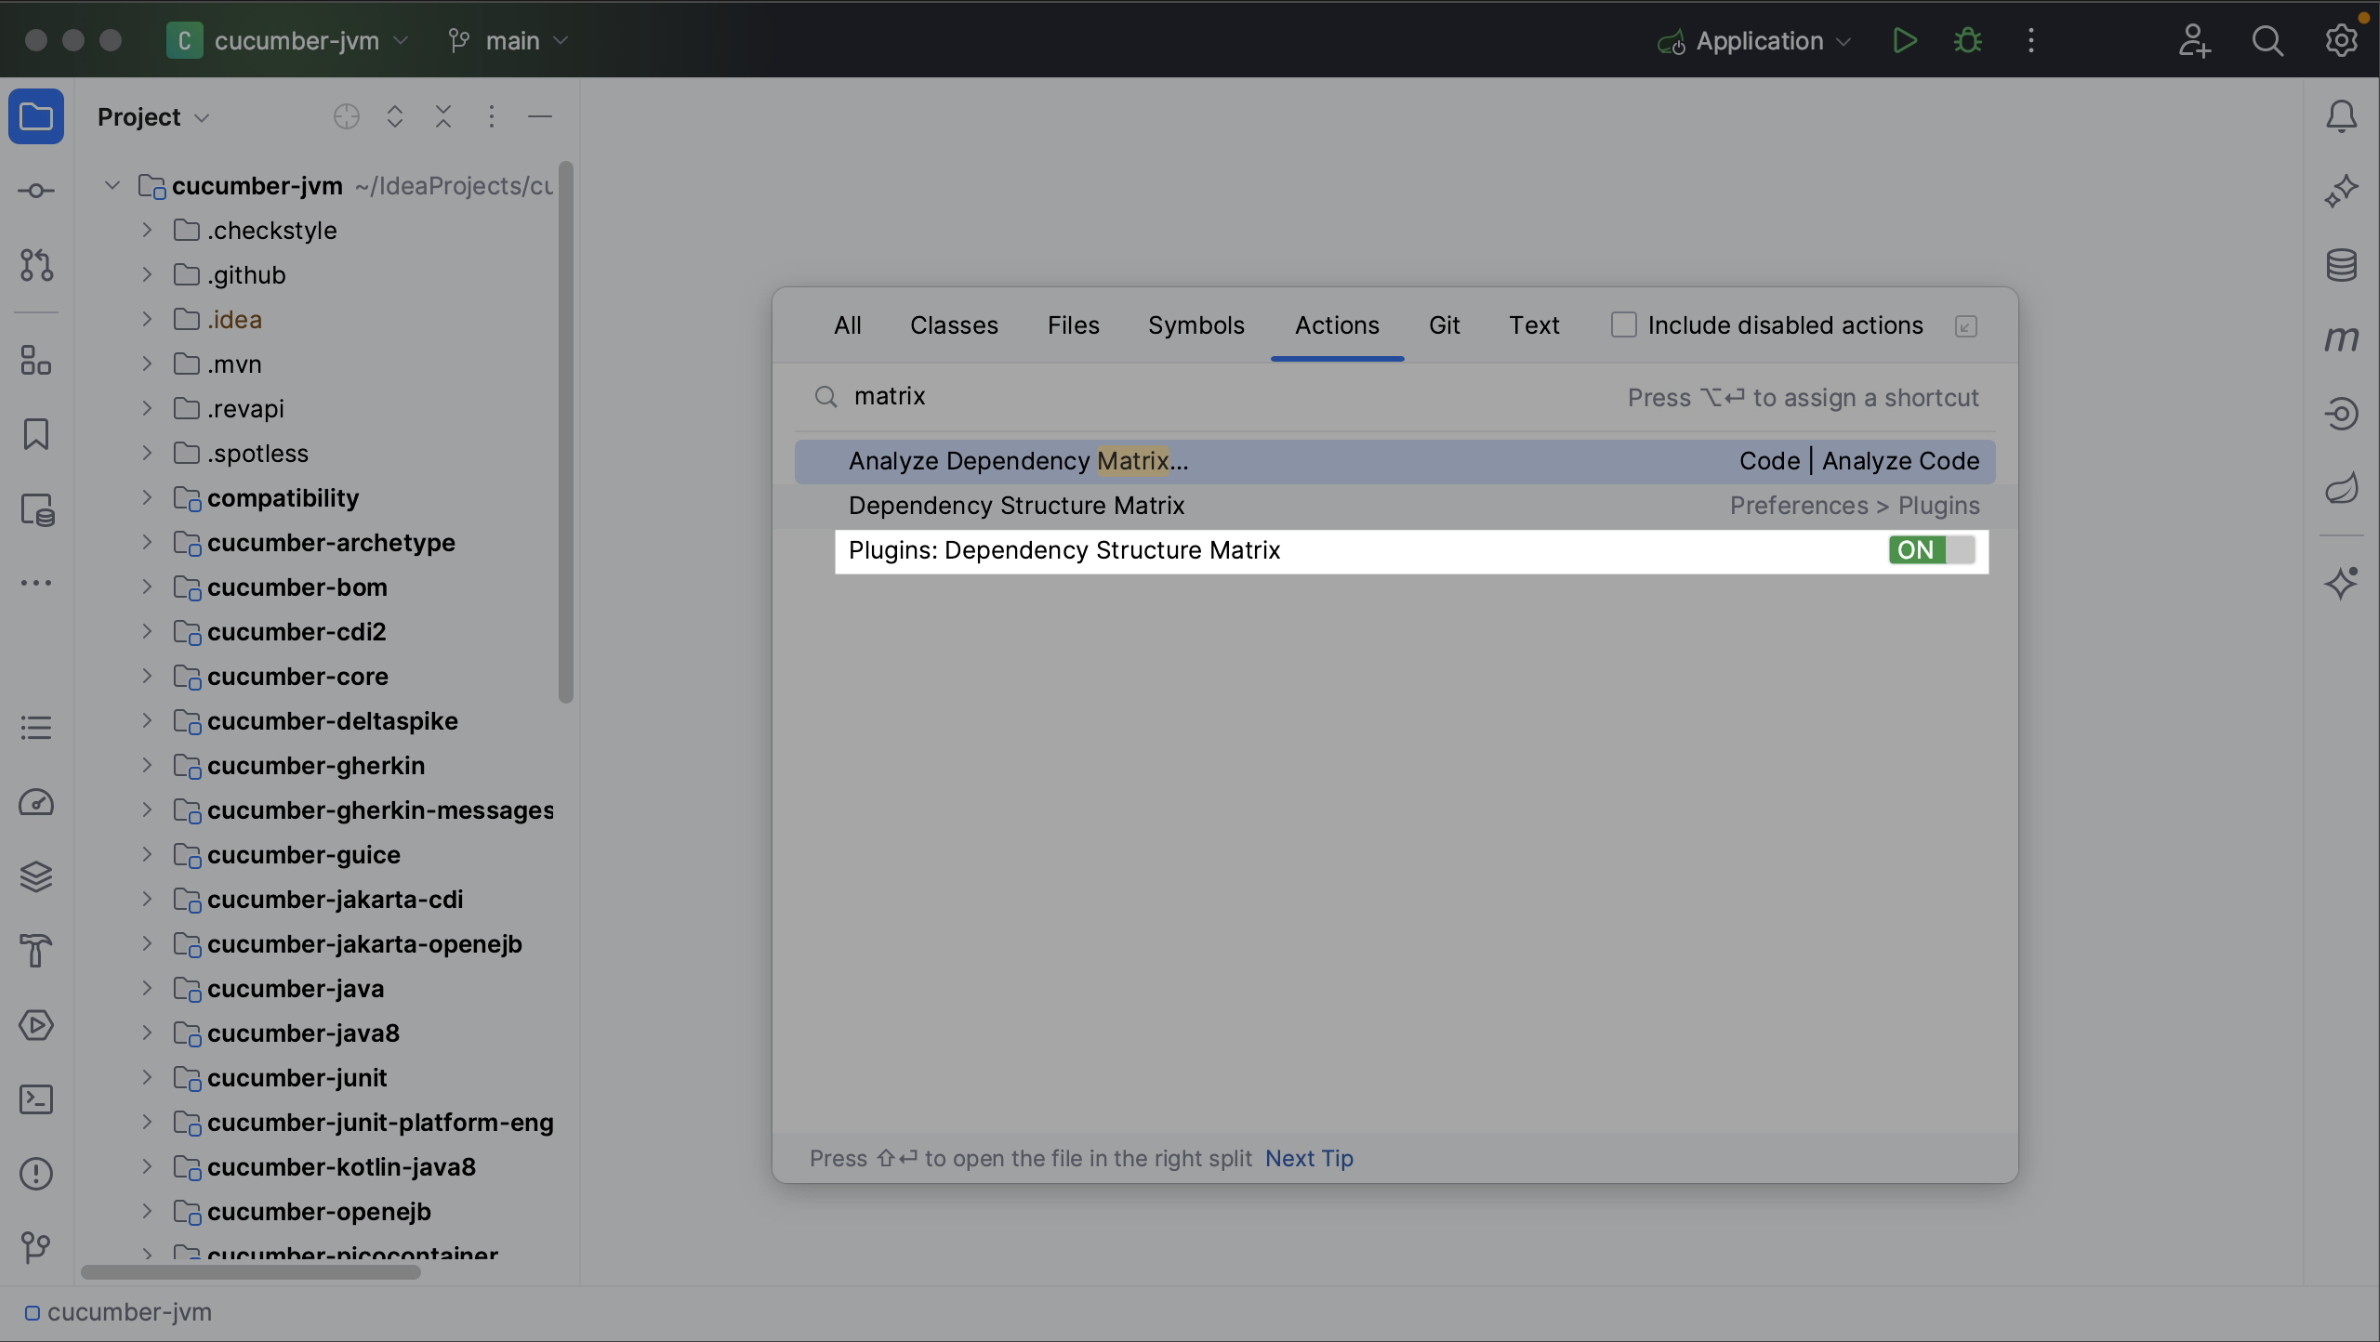 C cucumber-jvm main Application
Project
cucumber-jvm ~/IdeaProjects/cu
.checkstyle
.github
.idea
.mvn
.revapi
.spotless
compatibility
cucumber-archetype
cucumber-bom
cucumber-cdi2
cucumber-core
cucumber-deltaspike
cucumber-gherkin
cucumber-gherkin-messages
cucumber-guice
cucumber-jakarta-cdi
cucumber-jakarta-openejb
cucumber-java
cucumber-java8
cucumber-junit
cucumber-junit-platform-eng
cucumber-kotlin-java8
cucumber-openejb
cucumber-picocontainer
All Classes Files Symbols Actions Git Text Include disabled actions
matrix Press ⌥⏎ to assign a shortcut
Analyze Dependency Matrix... Code | Analyze Code
Dependency Structure Matrix Preferences > Plugins
Plugins: Dependency Structure Matrix ON
Press ⇧⏎ to open the file in the right split Next Tip
m
cucumber-jvm